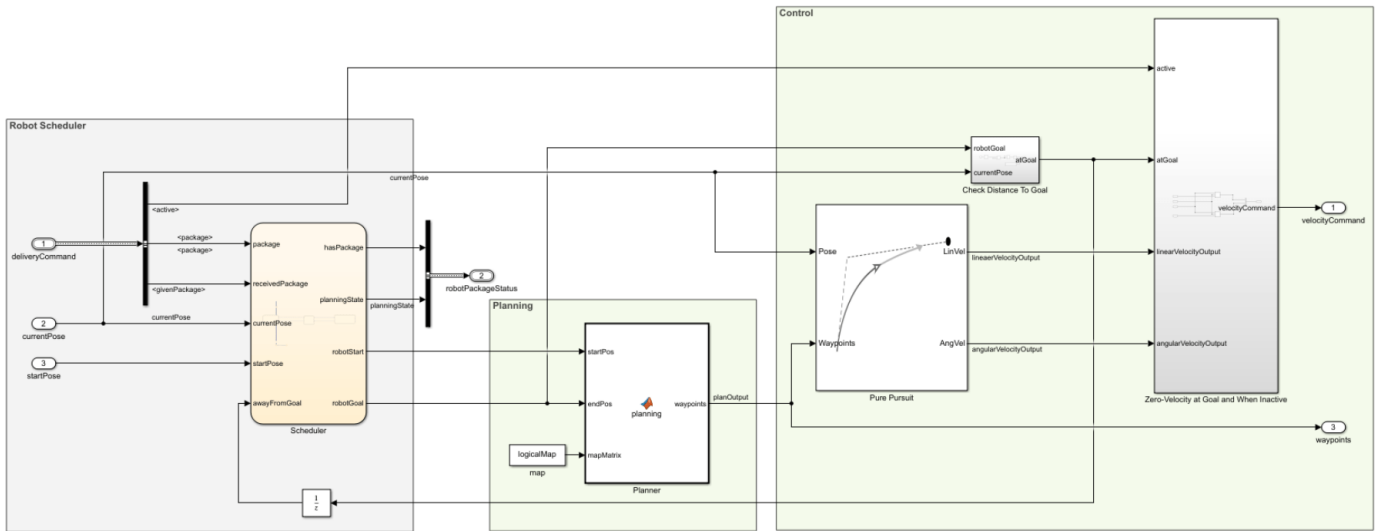 Control
active
Robot Scheduler
robotGoal
atGoal
atGoal
currentPose
currentPose
Check Distance To Goal
<active>
velocityCommand
1
velocityCommand
<package>
1
package
hasPackage
<package>
Pose
LinVel
lineaerVelocityOutput
linearVelocityOutput
deliveryCommand
2
robotPackageStatus
<givenPackage>
receivedPackage
planningState
planningState
Planning
currentPose
2
currentPose
currentPose
Waypoints
AngVel
angularVelocityOutput
angularVelocityOutput
robotStart
startPos
3
startPose
startPose
Pure Pursuit
Zero-Velocity at Goal and When Inactive
awayFromGoal
robotGoal
endPos
planning
waypoints
planOutput
Scheduler
3
waypoints
logicalMap
mapMatrix
map
Planner
1
z